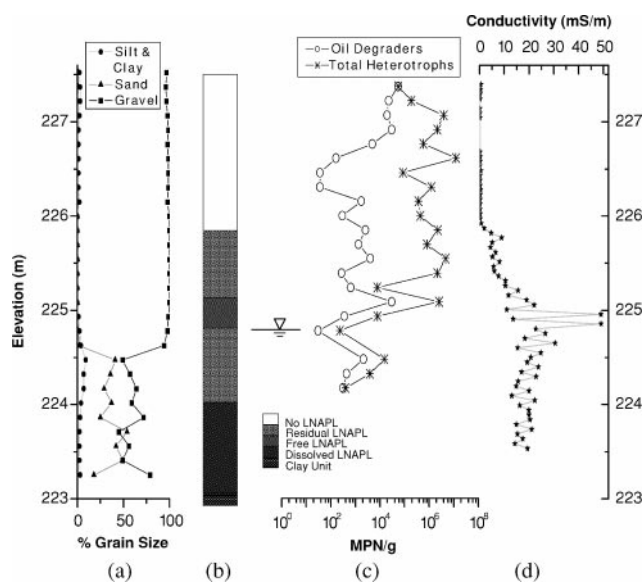 Conductivity (mS/m)
0 10 20 30 40 50
Silt &
Clay
Sand
Gravel
Oil Degraders
Total Heterotrophs
227
226
225
224
223
Elevation (m)
227
226
225
224
223
No LNAPL
Residual LNAPL
Free LNAPL
Dissolved LNAPL
Clay Unit
0 50 100
% Grain Size
10^0 10^2 10^4 10^6 10^8
MPN/g
(a) (b) (c) (d)